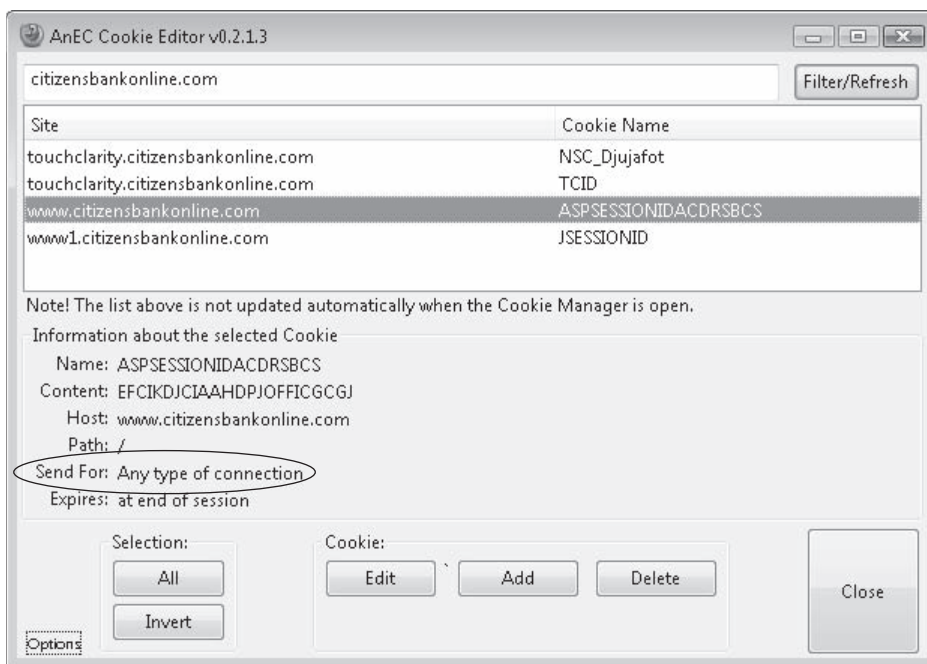 AnEC Cookie Editor v0.2.1.3
citizensbankonline.com Filter/Refresh
Site Cookie Name
touchclarity.citizensbankonline.com NSC_Djujafot
touchclarity.citizensbankonline.com TCID
www.citizensbankonline.com ASPSESSIONIDACDRSBCS
www1.citizensbankonline.com JSESSIONID
Note! The list above is not updated automatically when the Cookie Manager is open.
Information about the selected Cookie
Name: ASPSESSIONIDACDRSBCS
Content: EFCIKDJCIAAHDPJOFFICGCGJ
Host: www.citizensbankonline.com
Path: /
Send For: Any type of connection
Expires: at end of session
Selection: Cookie:
All Edit ` Add Delete Close
Invert
Options